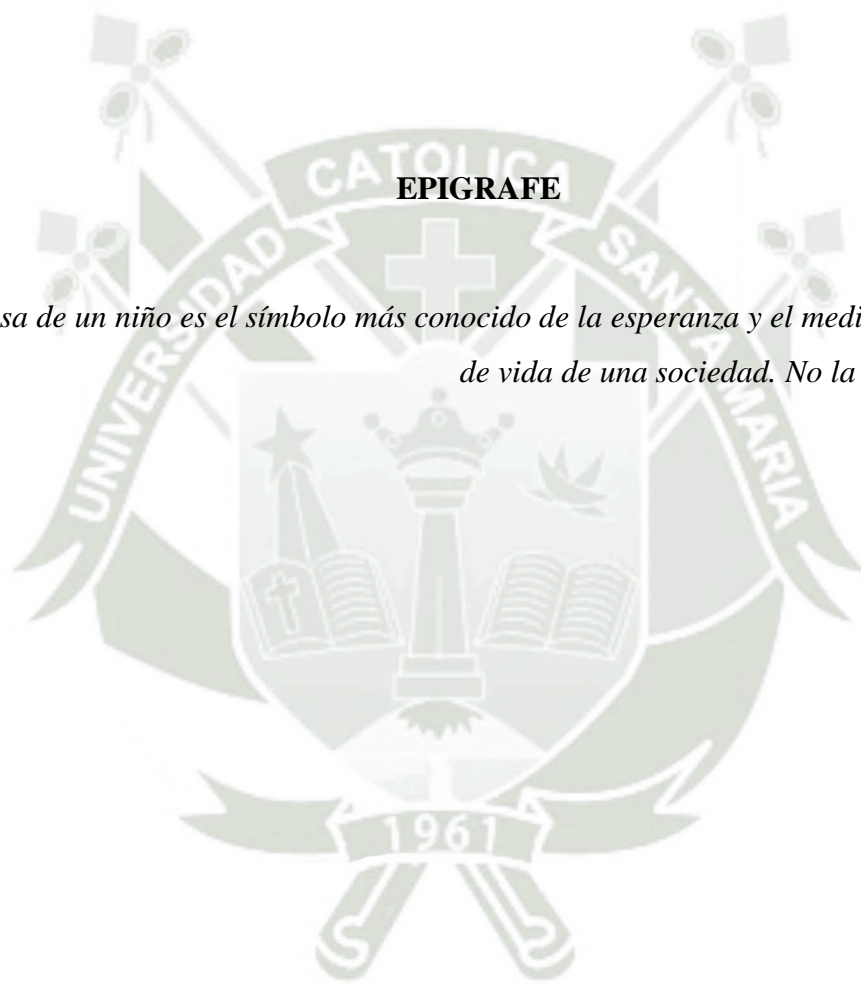 CATOLICA
EPIGRAFE
UNIVERSIDAD
SANTA MARIA
sa de un niño es el símbolo más conocido de la esperanza y el medi
de vida de una sociedad. No la
1961